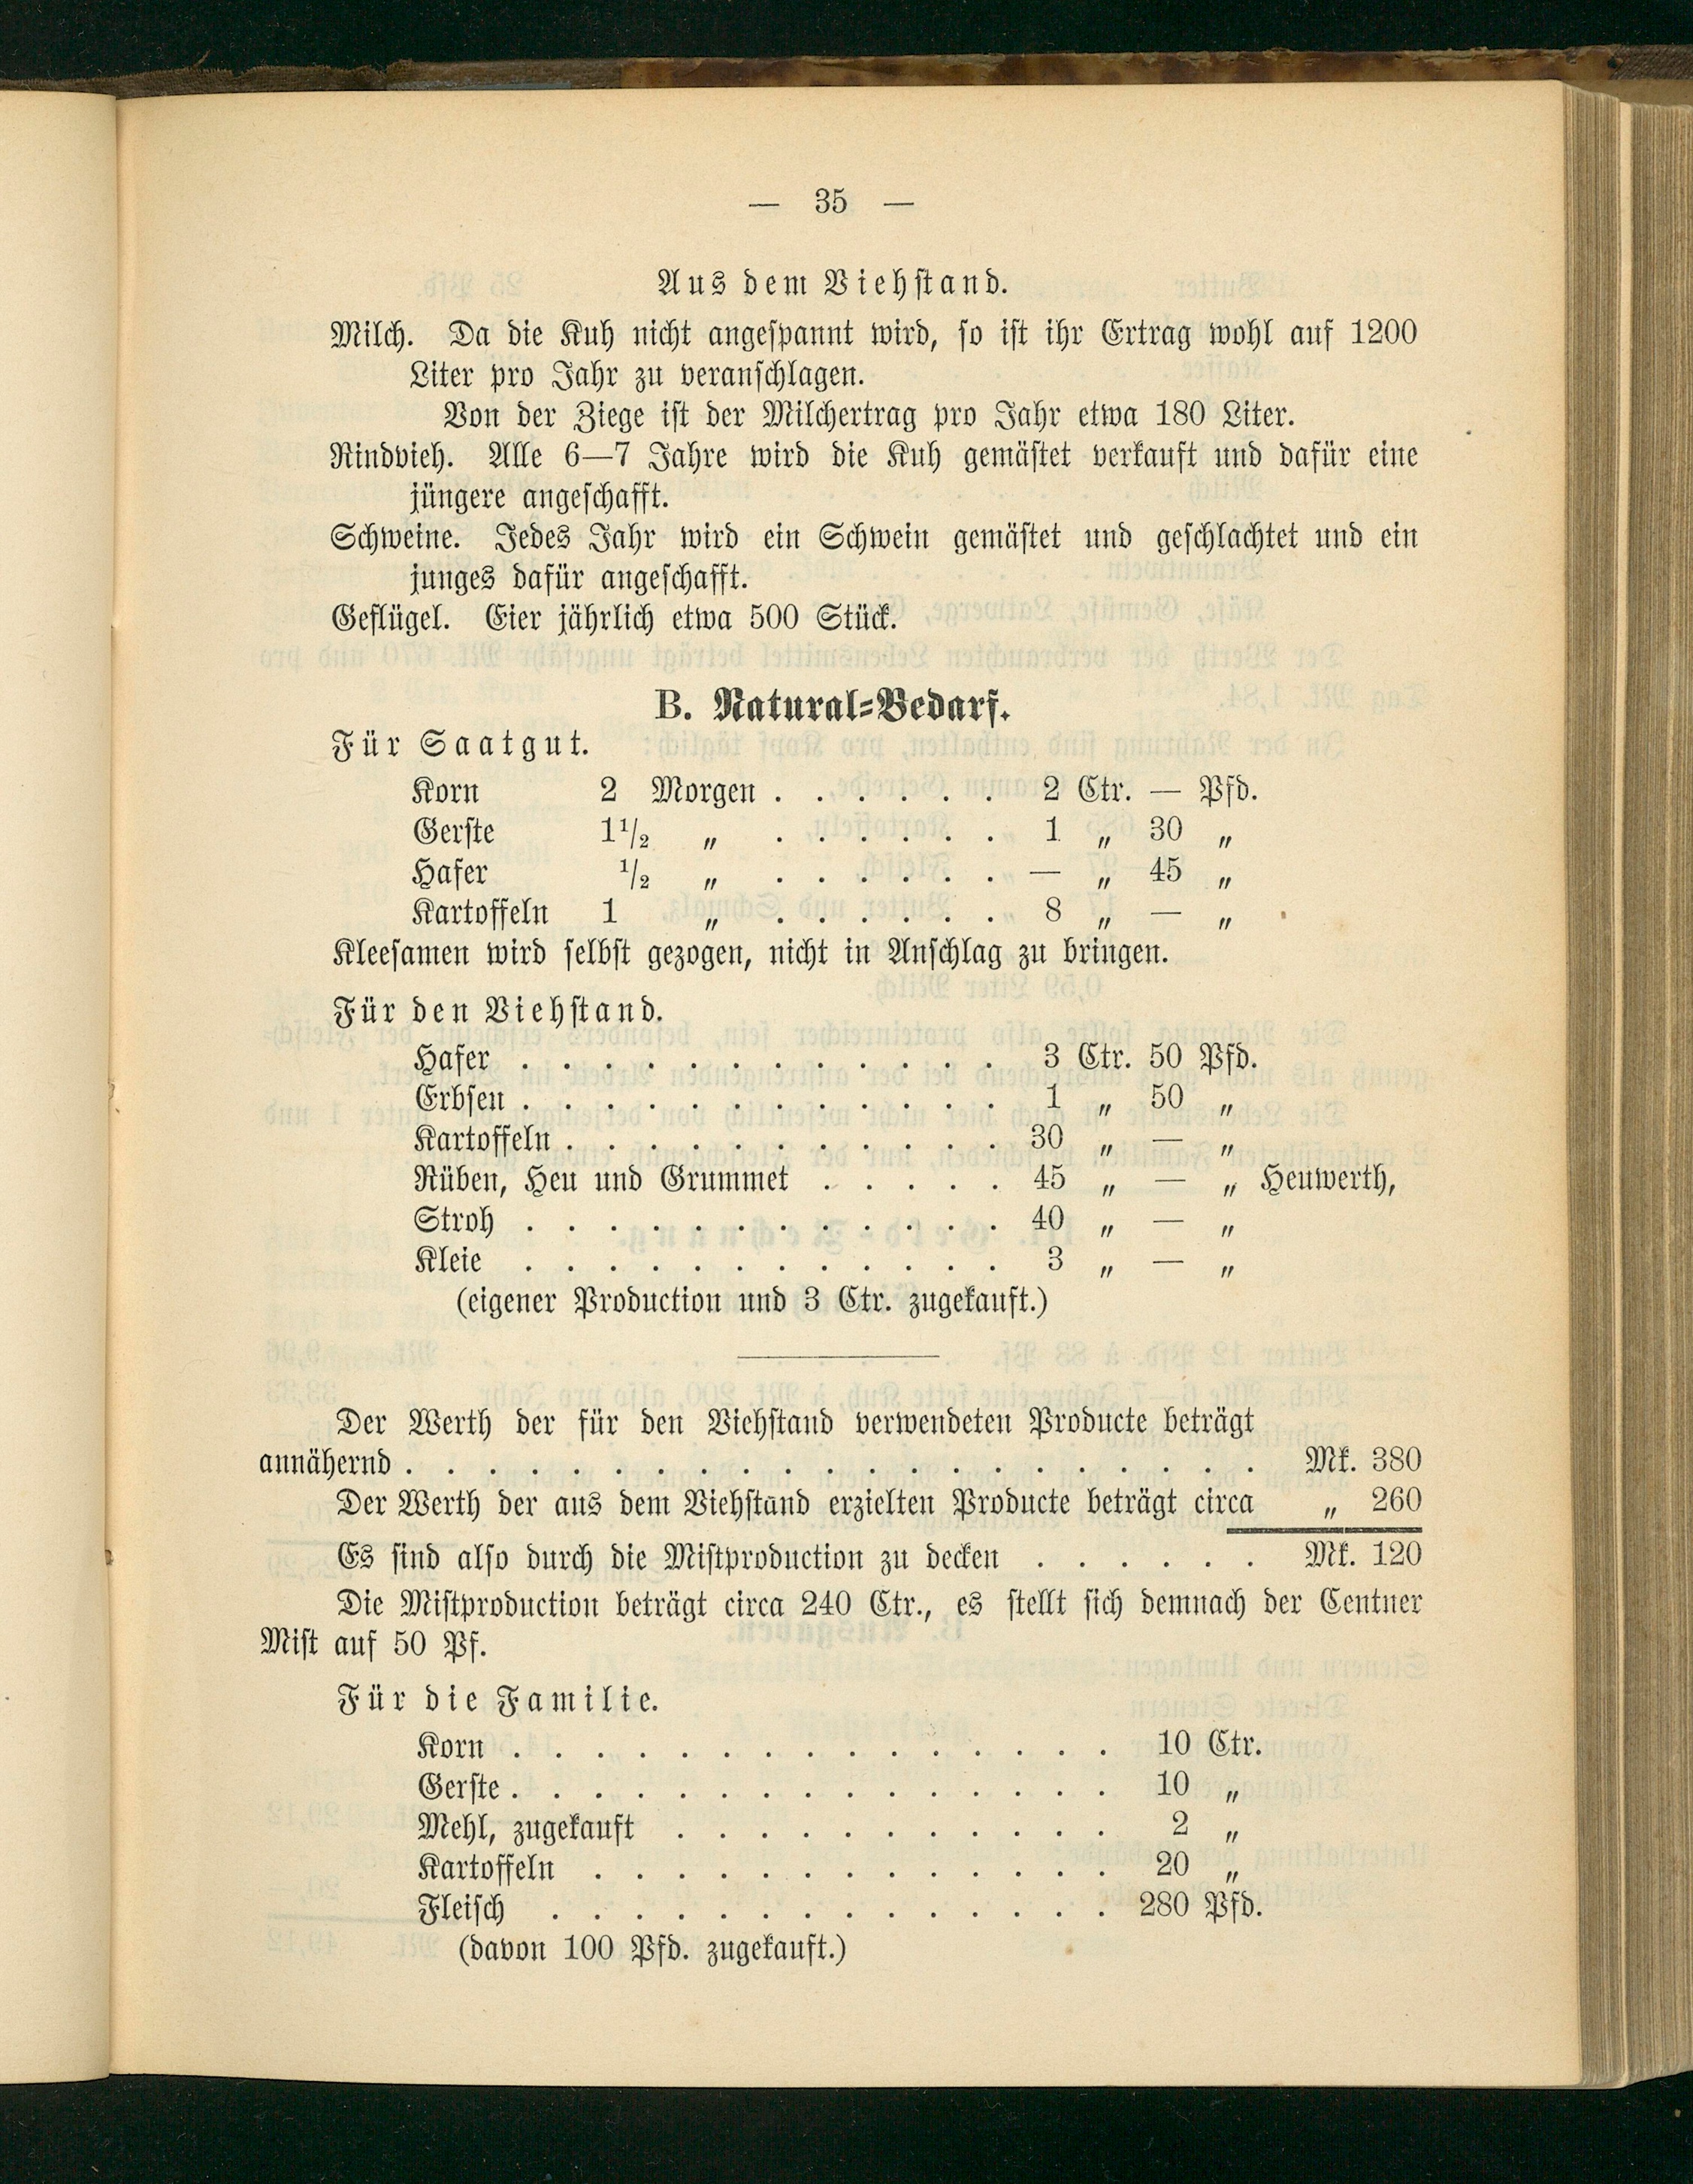 — 35 —
Aus dem Viehstand.
Milch. Da die Kuh nicht angespannt wird, so ist ihr Ertrag wohl auf 1200
Liter pro Jahr zu veranschlagen.
Von der Ziege ist der Milchertrag pro Jahr etwa 180 Liter.
Rindvieh. Alle 6—7 Jahre wird die Kuh gemästet verkauft und dafür eine
jüngere angeschafft.
Schweine. Jedes Jahr wird ein Schwein gemästet und geschlachtet und ein
junges dafür angeschafft.
Geflügel. Eier jährlich etwa 500 Stück.
B. Natural-Bedarf.
Für Saatgut.
Korn 2 Morgen . . . . . . 2 Ctr. — Pfd.
Gerste 1 1/2 „ . . . . . . 1 „ 30 „
Hafer 1/2 „ . . . . . . — „ 45 „
Kartoffeln 1 „ . . . . . . 8 „ — „
Kleesamen wird selbst gezogen, nicht in Anschlag zu bringen.
Für den Viehstand.
Hafer . . . . . . . . . . . . 3 Ctr. 50 Pfd.
Erbsen . . . . . . . . . . . . 1 „ 50 „
Kartoffeln . . . . . . . . . . . 30 „ — „
Rüben, Heu und Grummet . . . . . 45 „ — „ Heuwerth,
Stroh . . . . . . . . . . . . 40 „ — „
Kleie . . . . . . . . . . . . 3 „ — „
(eigener Production und 3 Ctr. zugekauft.)
Der Werth der für den Viehstand verwendeten Producte beträgt
annähernd . . . . . . . . . . . . . . . . . . . . . Mk. 380
Der Werth der aus dem Viehstand erzielten Producte beträgt circa „ 260
Es sind also durch die Mistproduction zu decken . . . . . . Mk. 120
Die Mistproduction beträgt circa 240 Ctr., es stellt sich demnach der Centner
Mist auf 50 Pf.
Für die Familie.
Korn . . . . . . . . . . . . . . . 10 Ctr.
Gerste . . . . . . . . . . . . . . . 10 „
Mehl, zugekauft . . . . . . . . . . . 2 „
Kartoffeln . . . . . . . . . . . . . 20 „
Fleisch . . . . . . . . . . . . . . 280 Pfd.
(davon 100 Pfd. zugekauft.)